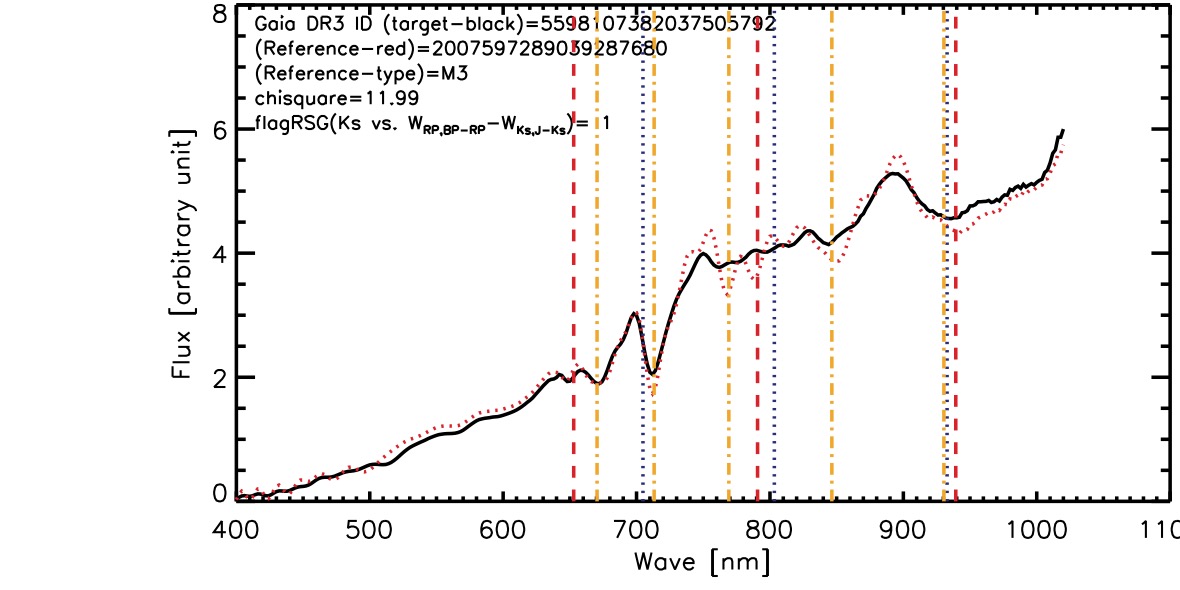 8
Gaia DR3 ID (target-black)=5598107382037505792
(Reference-red)=2007597289039287680
(Reference-type)=M3
chisquare=11.99
flagRSG(Ks vs. WRP,BP-RP-WKs,J-Ks)= 1
6
4
2
0
Flux [arbitrary unit]
400 500 600 700 800 900 1000 110
Wave [nm]